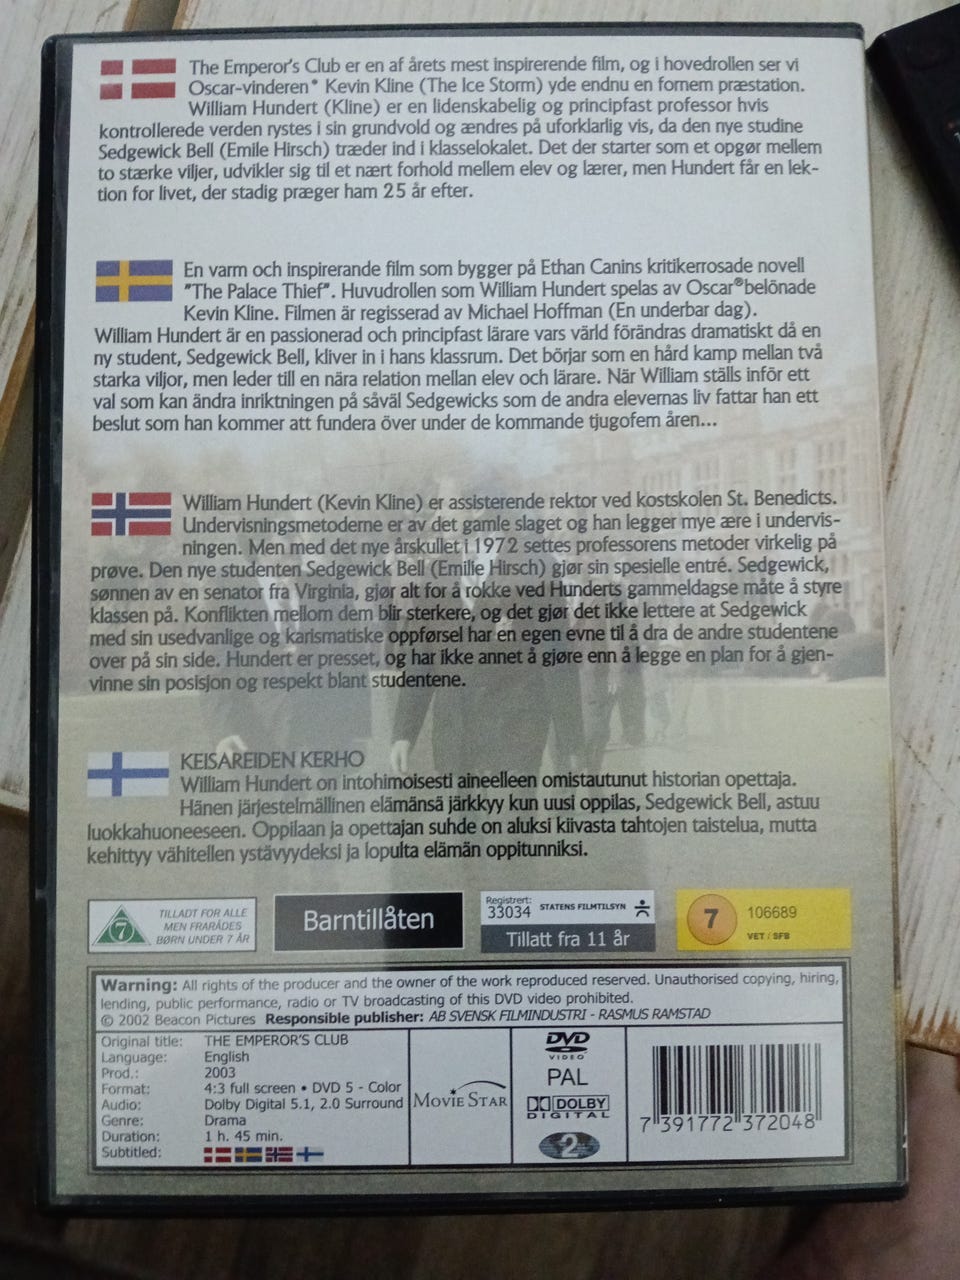 The Emperor's Club er en af årets mest inspirerende film, og i hovedrollen ser vi
Oscar-vinderen® Kevin Kline (The Ice Storm) yde endnu en fornem præstation.
William Hundert (Kline) er en lidenskabelig og principfast professor hvis
kontrollerede verden rystes i sin grundvold og ændres på uforklarlig vis, da den nye studine
Sedgewick Bell (Emile Hirsch) træder ind i klasselokalet. Det der starter som et opgør mellem
to stærke viljer, udvikler sig til et nært forhold mellem elev og lærer, men Hundert får en lek-
tion for livet, der stadig præger ham 25 år efter.
En varm och inspirerande film som bygger på Ethan Canins kritikerrosade novell
"The Palace Thief". Huvudrollen som William Hundert spelas av Oscar®belönade
Kevin Kline. Filmen är regisserad av Michael Hoffman (En underbar dag).
William Hundert är en passionerad och principfast lärare vars värld förändras dramatiskt då en
ny student, Sedgewick Bell, kliver in i hans klassrum. Det börjar som en hård kamp mellan två
starka viljor, men leder till en nära relation mellan elev och lärare. När William ställs inför ett
val som kan ändra inriktningen på såväl Sedgewicks som de andra elevernas liv fattar han ett
beslut som han kommer att fundera över under de kommande tjugofem åren...
William Hundert (Kevin Kline) er assisterende rektor ved kostskolen St. Benedicts.
Undervisningsmetoderne er av det gamle slaget og han legger mye ære i undervis-
ningen. Men med det nye årskullet i 1972 settes professorens metoder virkelig på
prøve. Den nye studenten Sedgewick Bell (Emilie Hirsch) gjør sin spesielle entré. Sedgewick,
sønnen av en senator fra Virginia, gjør alt for å rokke ved Hunderts gammeldagse måte å styre
klassen på. Konflikten mellom dem blir sterkere, og det gjør det ikke lettere at Sedgewick
med sin usedvanlige og karismatiske oppførsel har en egen evne til å dra de andre studentene
over på sin side. Hundert er presset, og har ikke annet å gjøre enn å legge en plan for å gjen-
vinne sin posisjon og respekt blant studentene.
KEISAREIDEN KERHO
William Hundert on intohimoisesti aineelleen omistautunut historian opettaja.
Hänen järjestelmällinen elämänsä järkkyy kun uusi oppilas, Sedgewick Bell, astuu
luokkahuoneeseen. Oppilaan ja opettajan suhde on aluksi kiivasta tahtojen taistelua, mutta
kehittyy vähitellen ystävyydeksi ja lopulta elämän oppitunniksi.
7 TILLADT FOR ALLE
MEN FRARÅDES
BØRN UNDER 7 ÅR
Barntillåten
Registrert:
33034 STATENS FILMTILSYN
Tillatt fra 11 år
7 106689
VET / SFB
Warning: All rights of the producer and the owner of the work reproduced reserved. Unauthorised copying, hiring,
lending, public performance, radio or TV broadcasting of this DVD video prohibited.
© 2002 Beacon Pictures Responsible publisher: AB SVENSK FILMINDUSTRI - RASMUS RAMSTAD
Original title: THE EMPEROR'S CLUB
Language: English
Prod.: 2003
Format: 4:3 full screen • DVD 5 - Color
Audio: Dolby Digital 5.1, 2.0 Surround
Genre: Drama
Duration: 1 h. 45 min.
Subtitled:
MOVIE STAR
DVD
VIDEO
PAL
DOLBY
DIGITAL
2
7 391772 372048